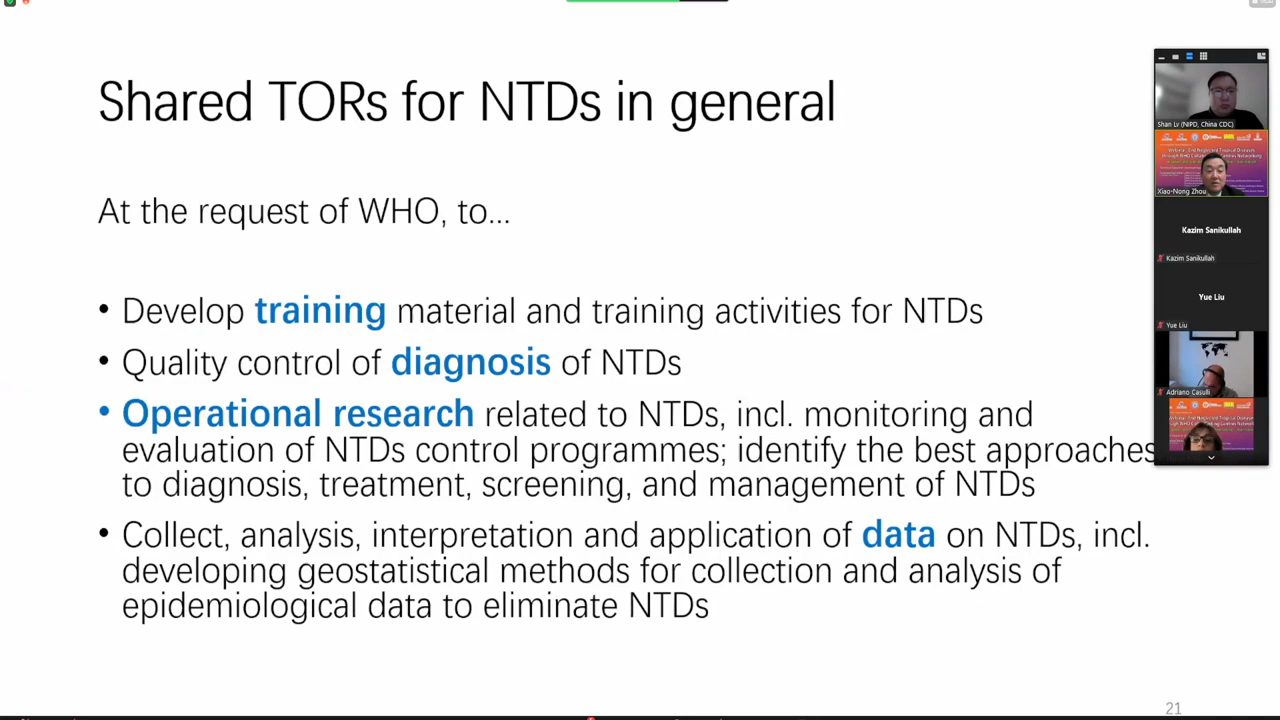 Shared TORs for NTDs in general
At the request of WHO, to...
• Develop training material and training activities for NTDs
• Quality control of diagnosis of NTDs
• Operational research related to NTDs, incl. monitoring and
evaluation of NTDs control programmes; identify the best approaches
to diagnosis, treatment, screening, and management of NTDs
• Collect, analysis, interpretation and application of data on NTDs, incl.
developing geostatistical methods for collection and analysis of
epidemiological data to eliminate NTDs
21
Shan Lv (NIPD, China CDC)
Xiao-Nong Zhou
Kazim Sanikullah
Kazim Sanikullah
Yue Liu
Yue Liu
Adriano Casulli